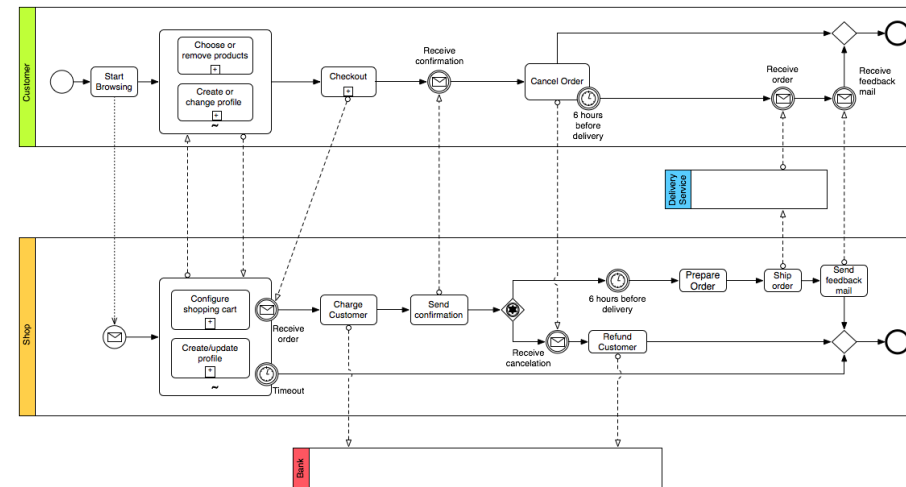 Customer
Start
Browsing
Choose or
remove products
Create or
change profile
~
Checkout
Receive
confirmation
Cancel Order
6 hours
before
delivery
Receive
order
Receive
feedback
mail
Delivery
Service
Shop
Configure
shopping cart
Create/update
profile
~
Receive
order
Timeout
Charge
Customer
Send
confirmation
6 hours before
delivery
Receive
cancelation
Refund
Customer
Prepare
Order
Ship
order
Send
feedback
mail
Bank